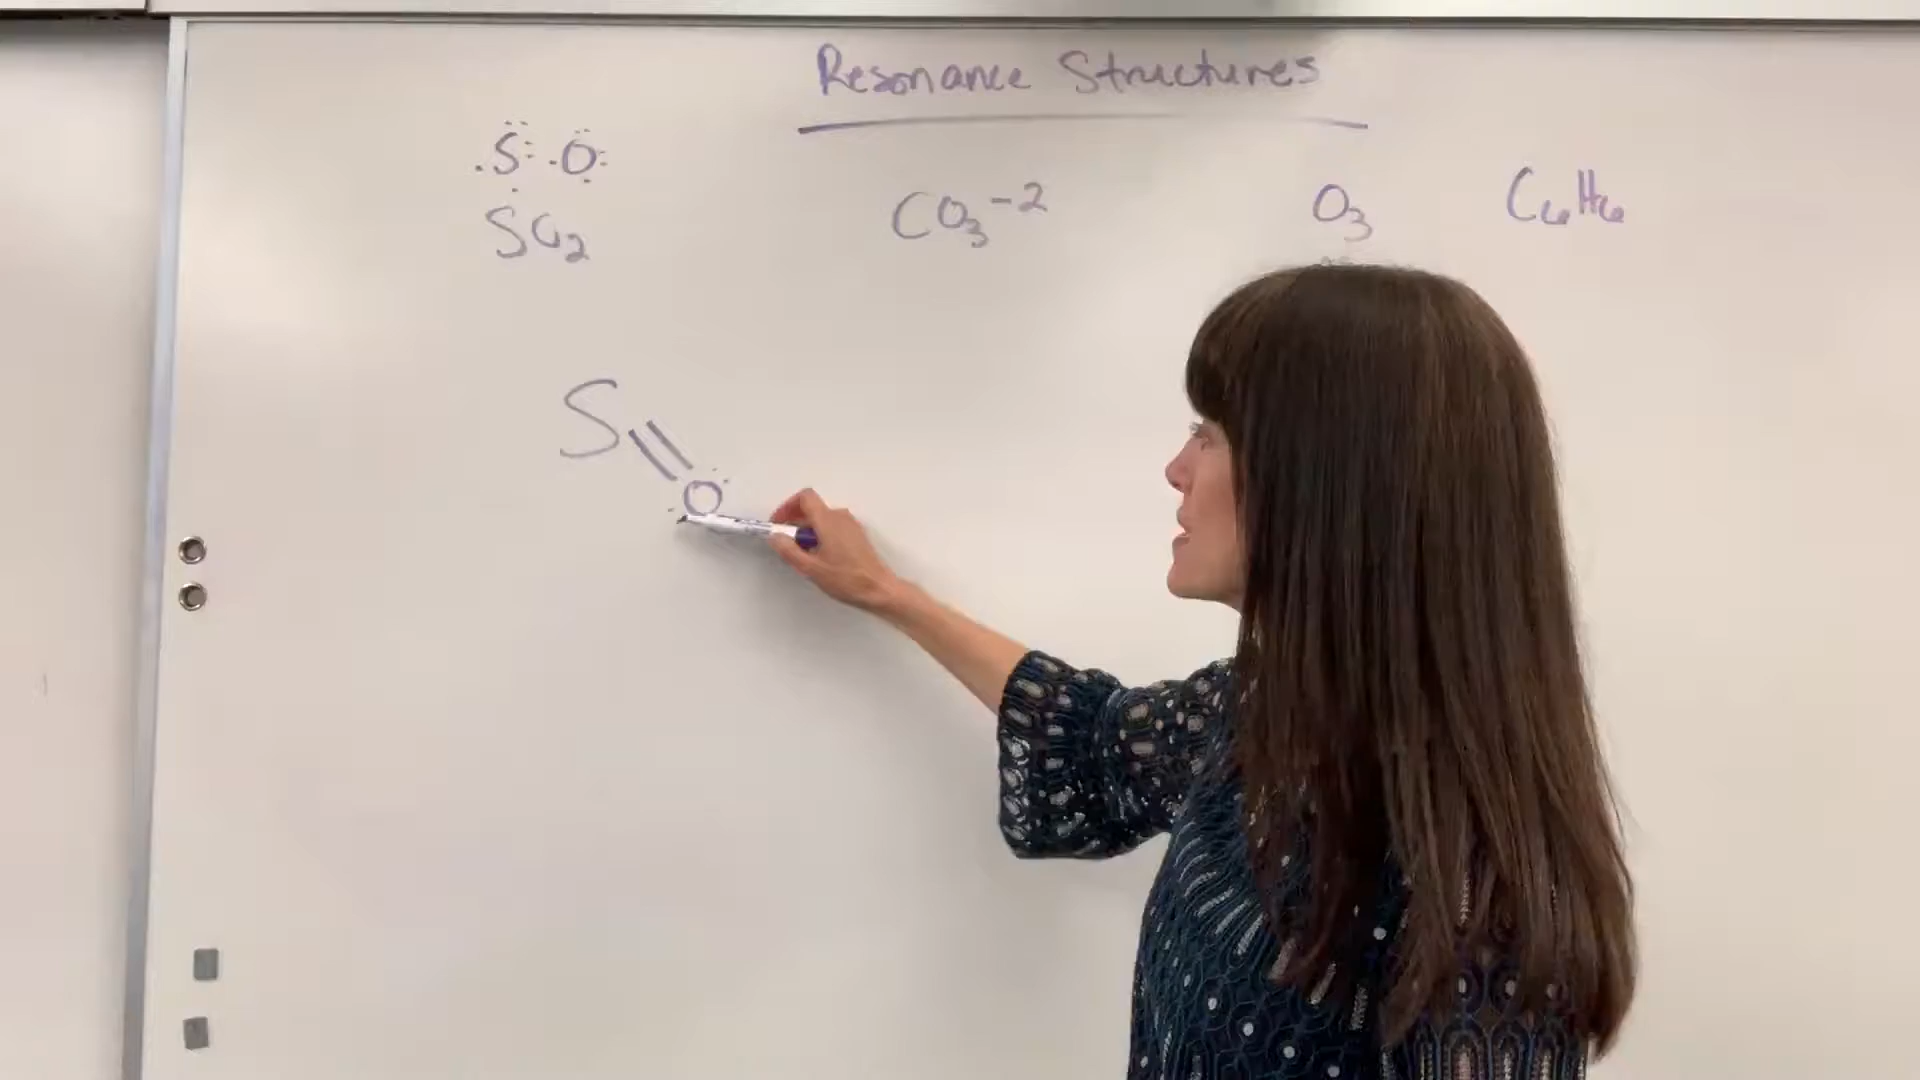 Resonance Structures
S O
SO₂
CO₃⁻²
O₃
C₆H₆
S=O